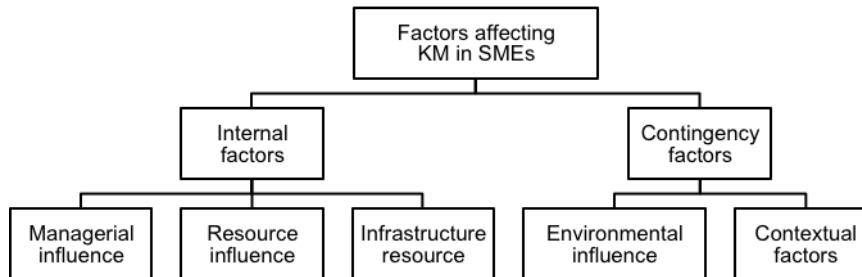 Factors affecting
KM in SMEs
Internal
factors
Contingency
factors
Managerial
influence
Resource
influence
Infrastructure
resource
Environmental
influence
Contextual
factors